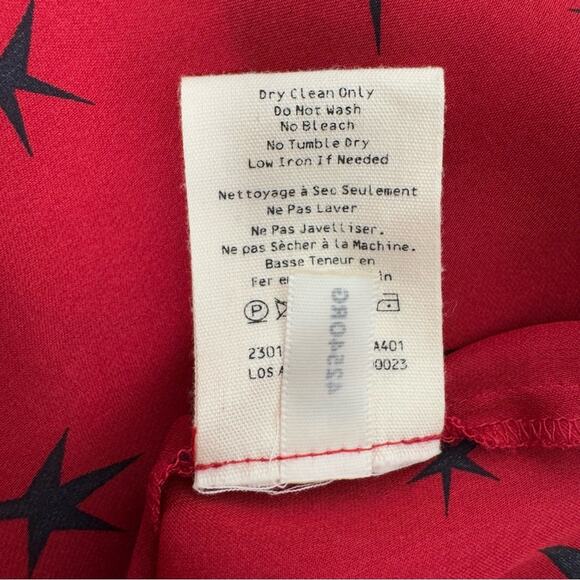 Dry Clean Only
Do Not Wash
No Bleach
No Tumble Dry
Low Iron If Needed
Nettoyage à Sec Seulement
Ne Pas Laver
Ne Pas Javelliser.
Ne pas Sècher à la Machine.
Basse Teneur en
Fer
P
2301 A401
LOS A 0023
42540RG